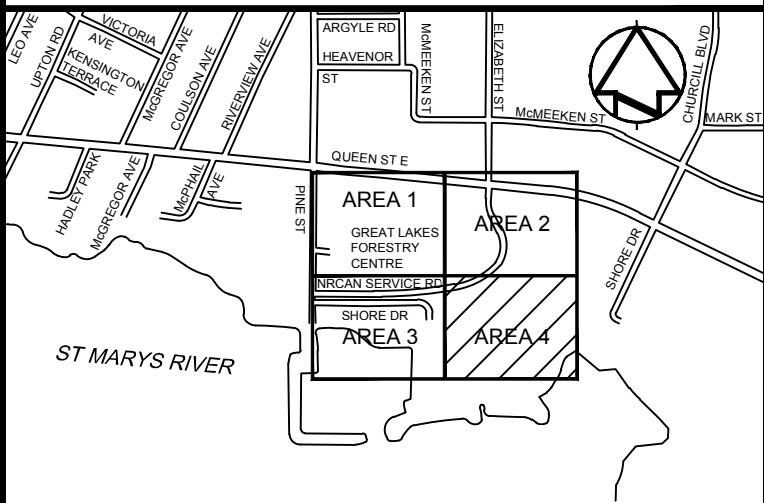 LEO AVE
UPTON RD
VICTORIA
AVE
KENSINGTON
TERRACE
McGREGOR AVE
COULSON AVE
RIVERVIEW AVE
ARGYLE RD
HEAVENOR
ST
McMEEKEN ST
ELIZABETH ST
McMEEKEN ST
CHURCILL BLVD
MARK ST
QUEEN ST E
HADLEY PARK
McGREGOR AVE
McPHAIL
AVE
PINE ST
AREA 1
GREAT LAKES
FORESTRY
CENTRE
AREA 2
SHORE DR
NRCAN SERVICE RD
SHORE DR
AREA 3
AREA 4
ST MARYS RIVER